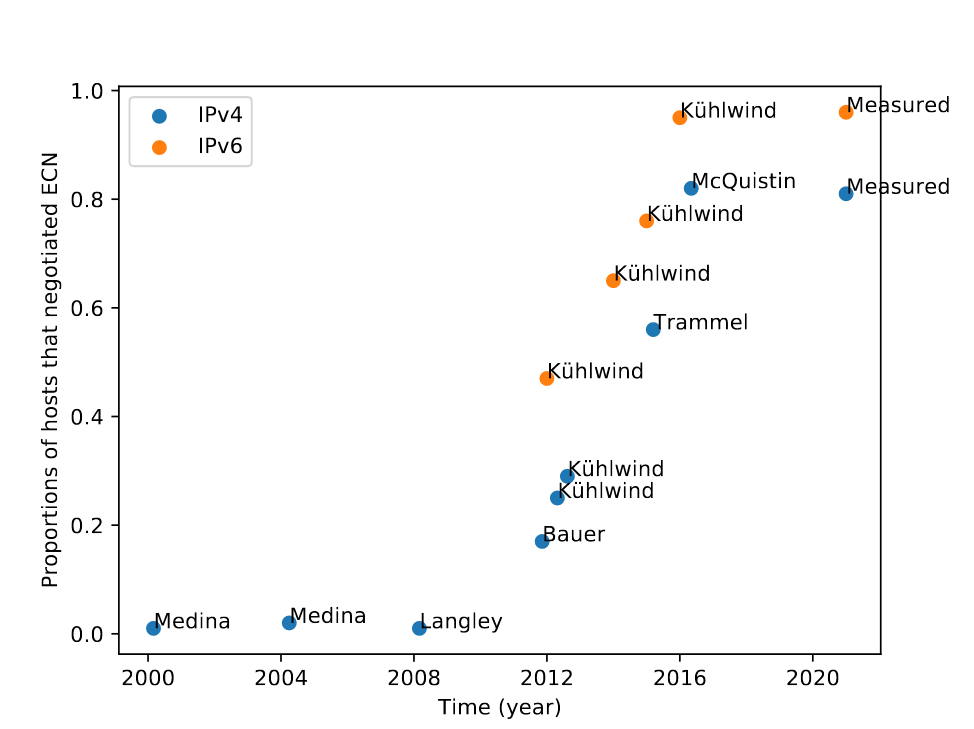 1.0
0.8
0.6
0.4
0.2
0.0
Proportions of hosts that negotiated ECN
IPv4
IPv6
Kühlwind
Measured
McQuistin
Measured
Kühlwind
Kühlwind
Trammel
Kühlwind
Kühlwind
Kühlwind
Bauer
Medina
Medina
Langley
2000 2004 2008 2012 2016 2020
Time (year)